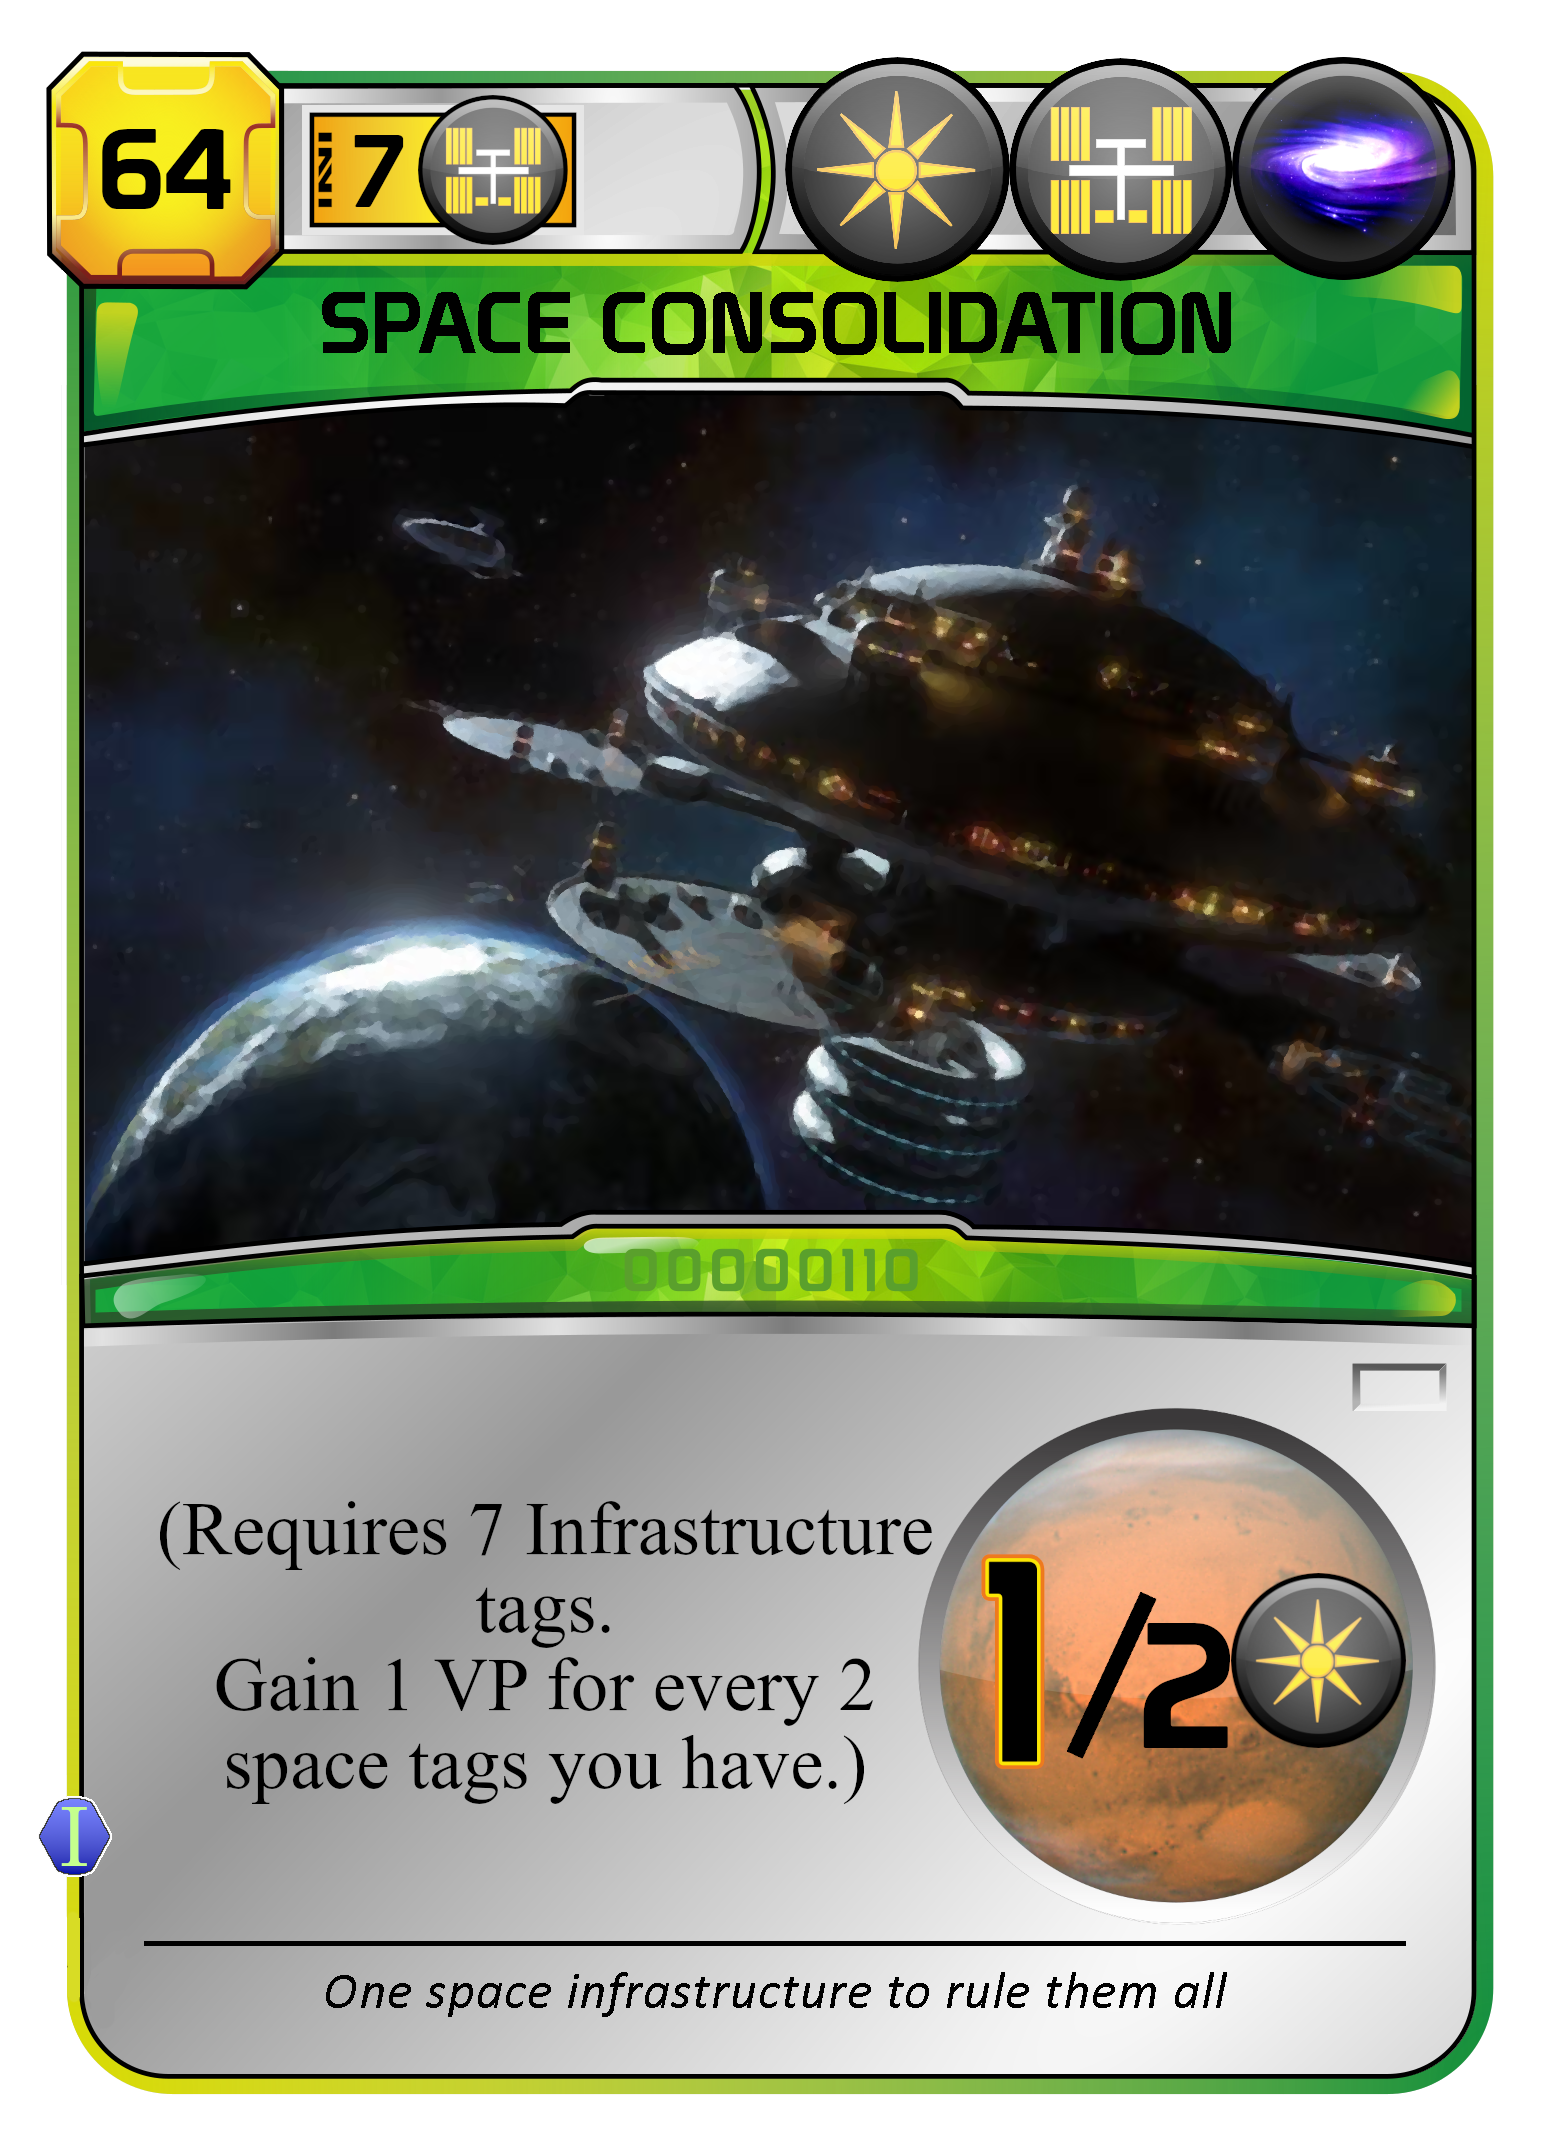 64
INI 7
SPACE CONSOLIDATION
00000110
(Requires 7 Infrastructure
tags.
Gain 1 VP for every 2
space tags you have.)
1/2
I
One space infrastructure to rule them all